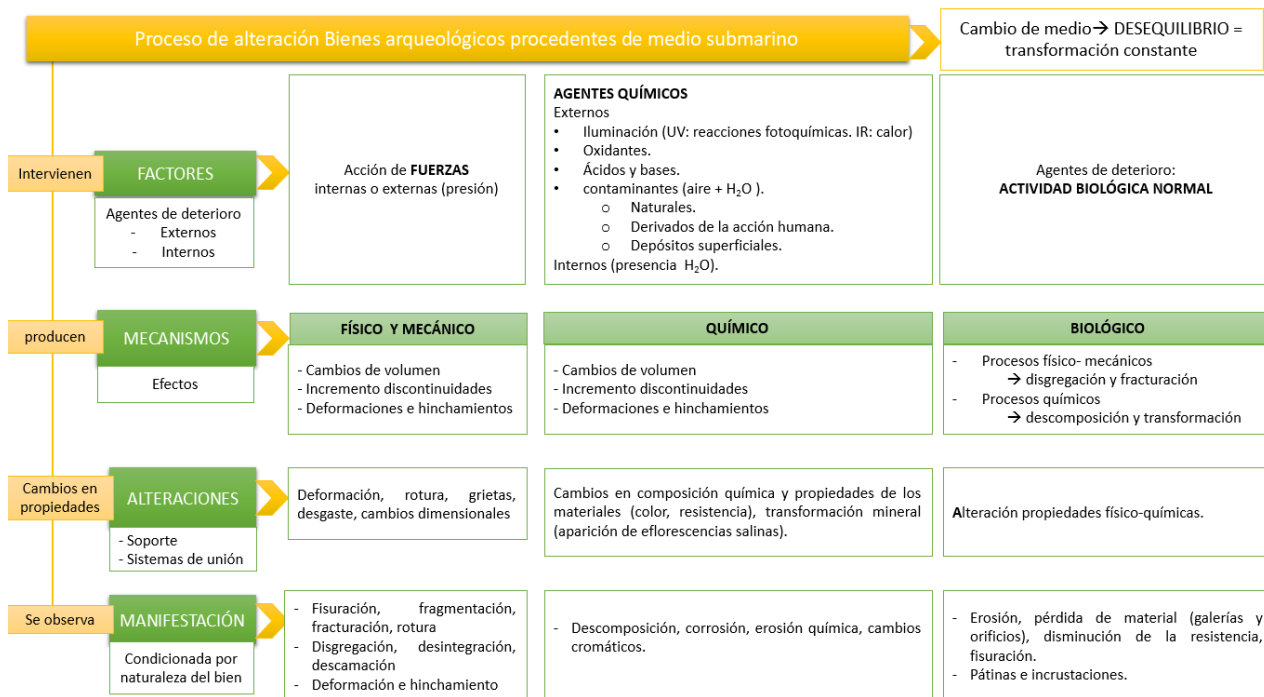 Proceso de alteración Bienes arqueológicos procedentes de medio submarino
Cambio de medio→ DESEQUILIBRIO =
transformación constante
Intervienen
FACTORES
Agentes de deterioro
- Externos
- Internos
Acción de FUERZAS
internas o externas (presión)
AGENTES QUÍMICOS
Externos
• Iluminación (UV: reacciones fotoquímicas. IR: calor)
• Oxidantes.
• Ácidos y bases.
• contaminantes (aire + H₂O ).
o Naturales.
o Derivados de la acción humana.
o Depósitos superficiales.
Internos (presencia H₂O).
Agentes de deterioro:
ACTIVIDAD BIOLÓGICA NORMAL
producen
MECANISMOS
Efectos
FÍSICO Y MECÁNICO
- Cambios de volumen
- Incremento discontinuidades
- Deformaciones e hinchamientos
QUÍMICO
- Cambios de volumen
- Incremento discontinuidades
- Deformaciones e hinchamientos
BIOLÓGICO
- Procesos físico- mecánicos
→ disgregación y fracturación
- Procesos químicos
→ descomposición y transformación
Cambios en
propiedades
ALTERACIONES
- Soporte
- Sistemas de unión
Deformación, rotura, grietas,
desgaste, cambios dimensionales
Cambios en composición química y propiedades de los
materiales (color, resistencia), transformación mineral
(aparición de eflorescencias salinas).
Alteración propiedades físico-químicas.
Se observa
MANIFESTACIÓN
Condicionada por
naturaleza del bien
- Fisuración, fragmentación,
fracturación, rotura
- Disgregación, desintegración,
descamación
- Deformación e hinchamiento
- Descomposición, corrosión, erosión química, cambios
cromáticos.
- Erosión, pérdida de material (galerías y
orificios), disminución de la resistencia,
fisuración.
- Pátinas e incrustaciones.